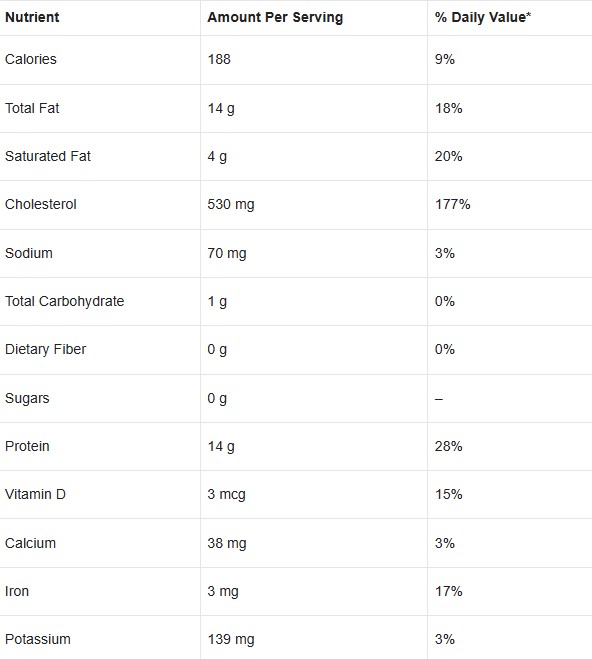 Nutrient Amount Per Serving % Daily Value*
Calories 188 9%
Total Fat 14 g 18%
Saturated Fat 4 g 20%
Cholesterol 530 mg 177%
Sodium 70 mg 3%
Total Carbohydrate 1 g 0%
Dietary Fiber 0 g 0%
Sugars 0 g –
Protein 14 g 28%
Vitamin D 3 mcg 15%
Calcium 38 mg 3%
Iron 3 mg 17%
Potassium 139 mg 3%